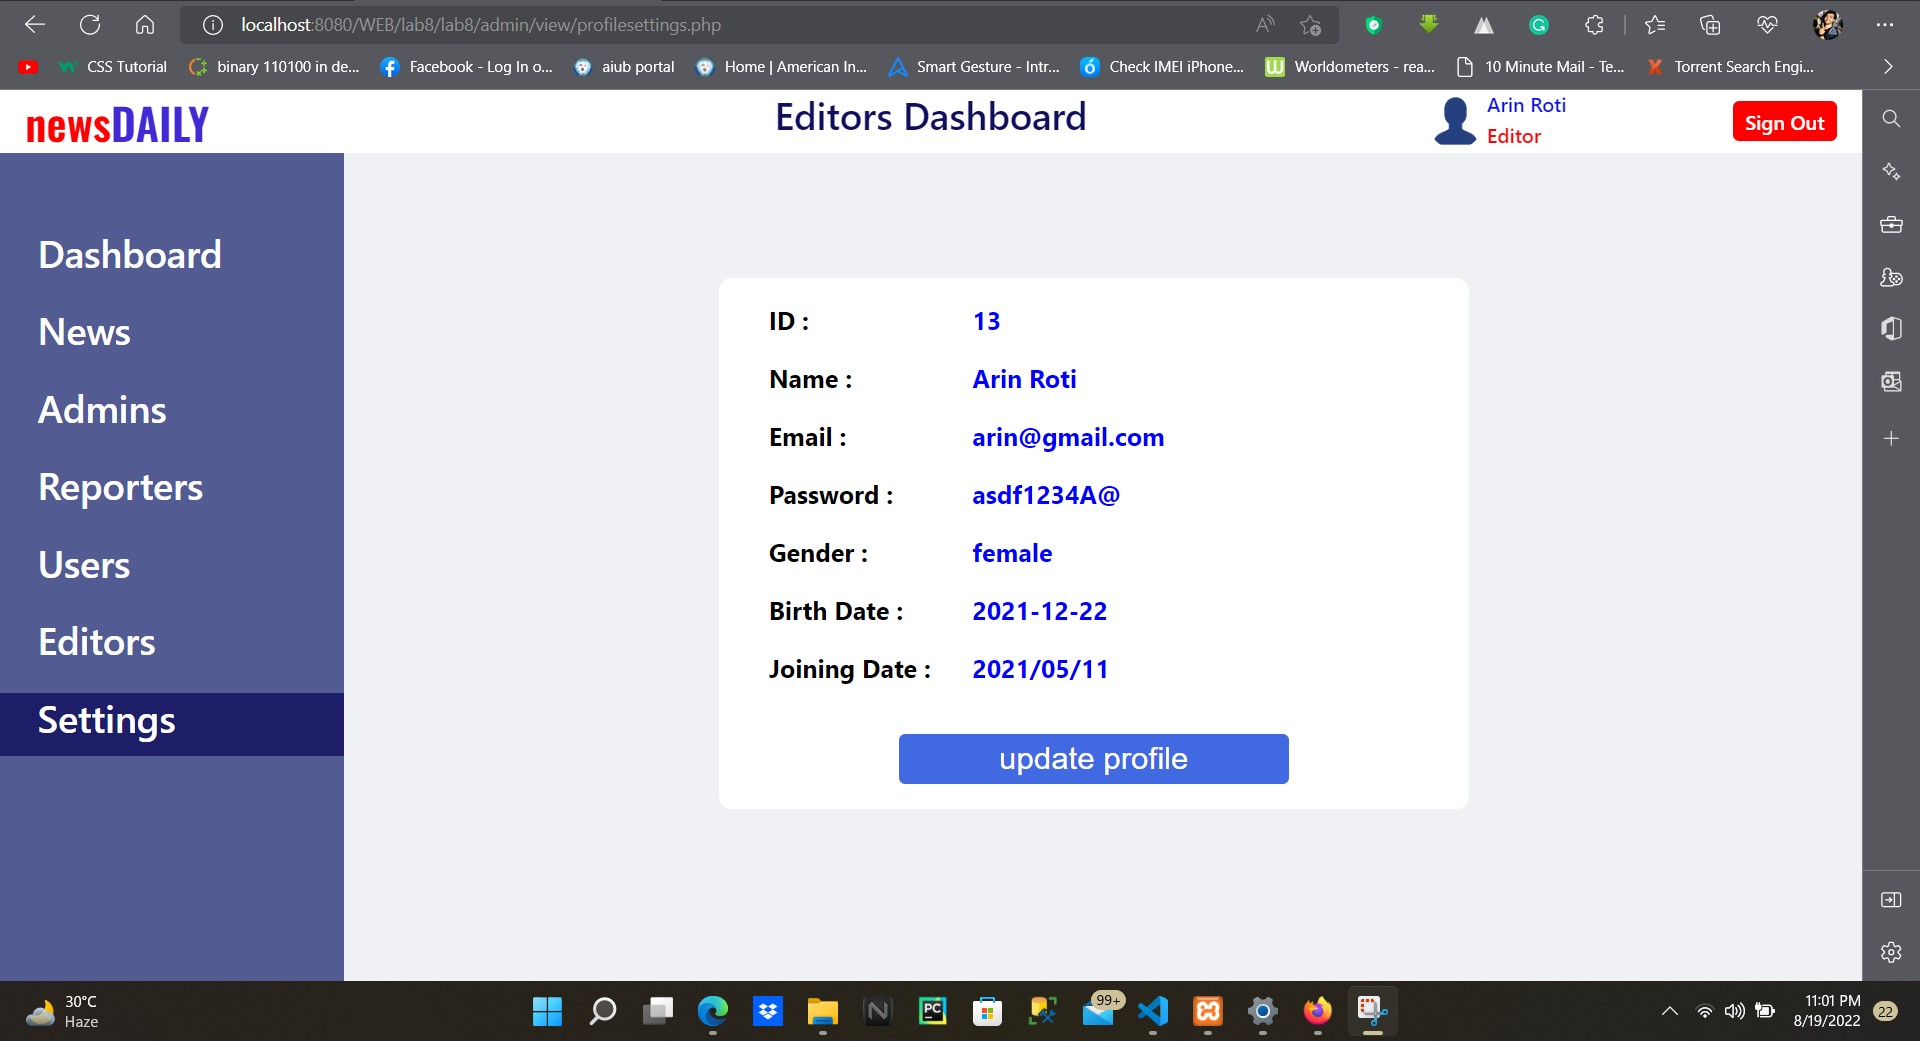 localhost:8080/WEB/lab8/lab8/admin/view/profilesettings.php
CSS Tutorial
binary 110100 in de...
Facebook - Log In o...
aiub portal
Home | American In...
Smart Gesture - Intr...
Check IMEI iPhone...
Worldometers - rea...
10 Minute Mail - Te...
Torrent Search Engi...
newsDAILY
Editors Dashboard
Arin Roti
Editor
Sign Out
Dashboard
News
Admins
Reporters
Users
Editors
Settings
ID : 13
Name : Arin Roti
Email : arin@gmail.com
Password : asdf1234A@
Gender : female
Birth Date : 2021-12-22
Joining Date : 2021/05/11
update profile
30°C
Haze
PC
99+
11:01 PM
8/19/2022
22